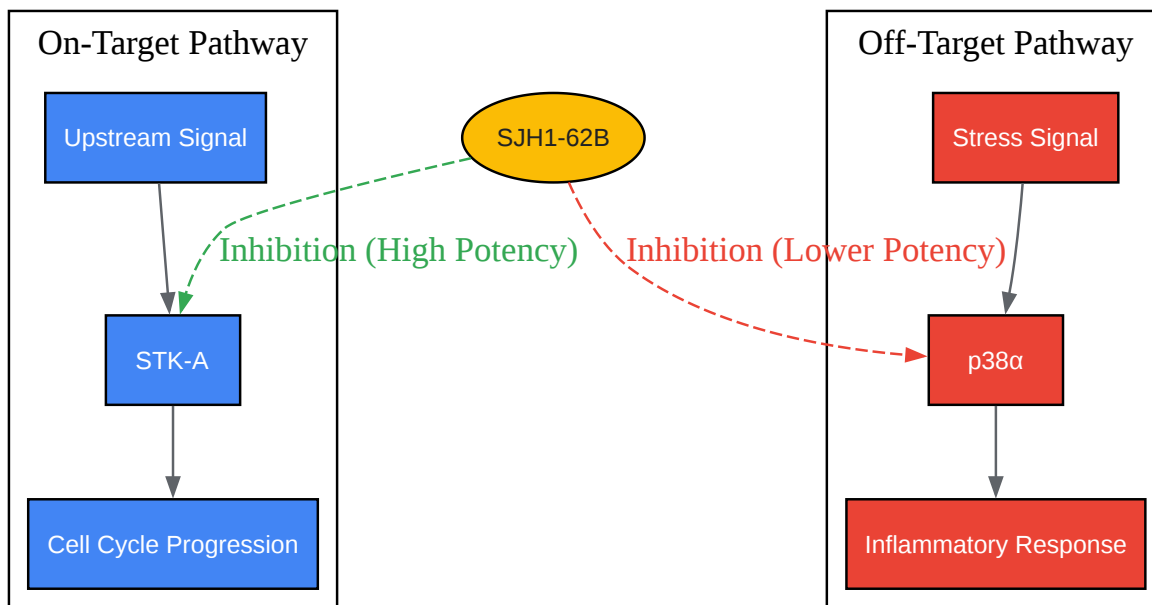 On-Target Pathway
Off-Target Pathway
Upstream Signal
SJH1-62B
Stress Signal
Inhibition (High Potency)
Inhibition (Lower Potency)
STK-A
p38α
Cell Cycle Progression
Inflammatory Response